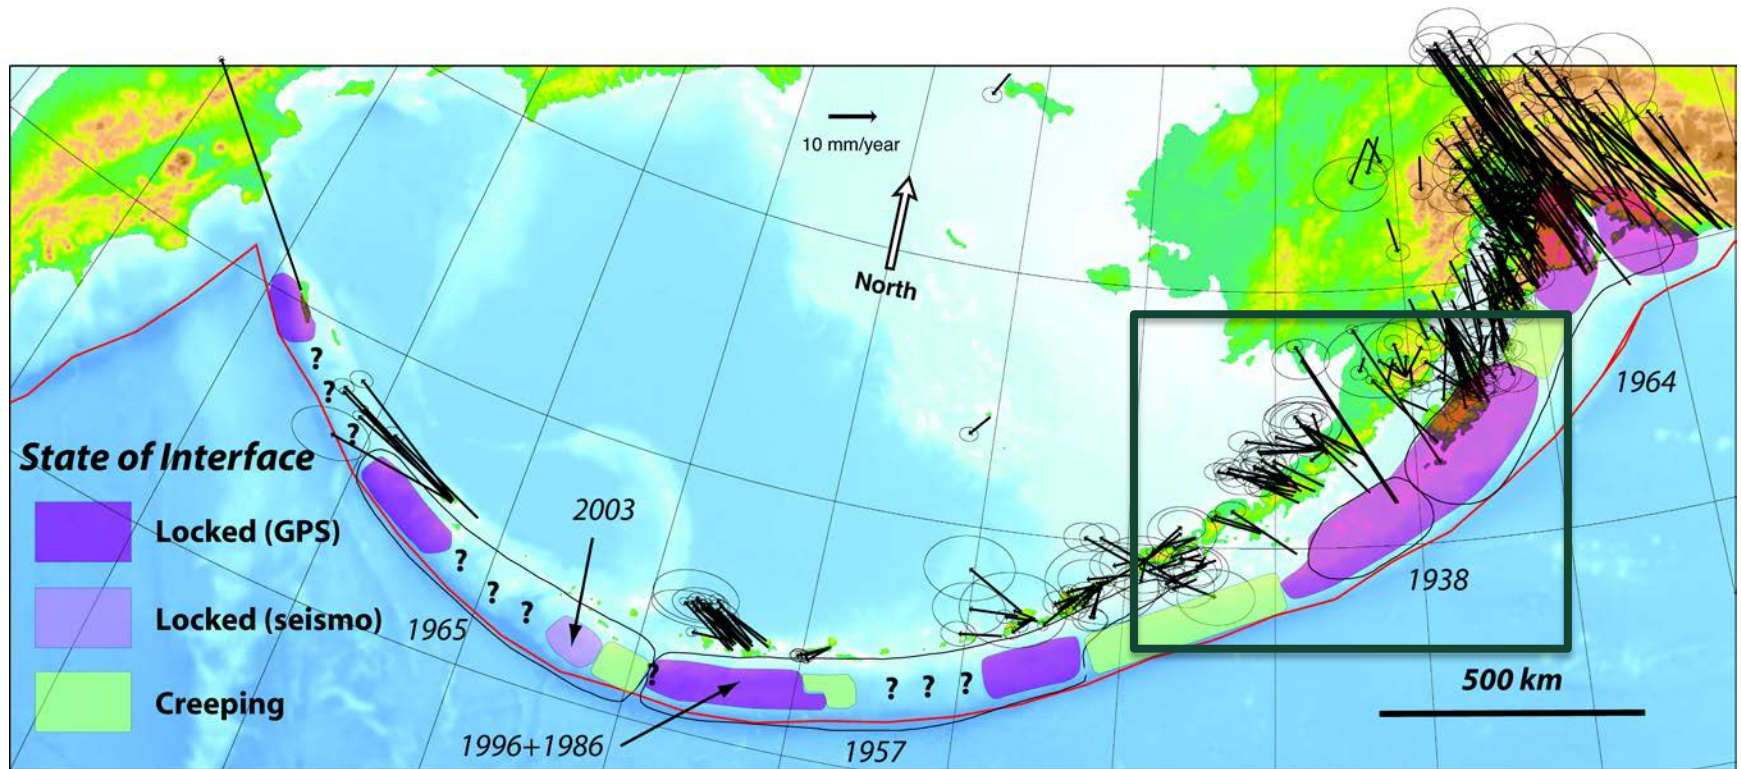 10 mm/year
North
1964
State of Interface
Locked (GPS)
Locked (seismo)
Creeping
?
?
?
?
?
?
?
?
?
?
2003
1965
1938
500 km
1996+1986
1957